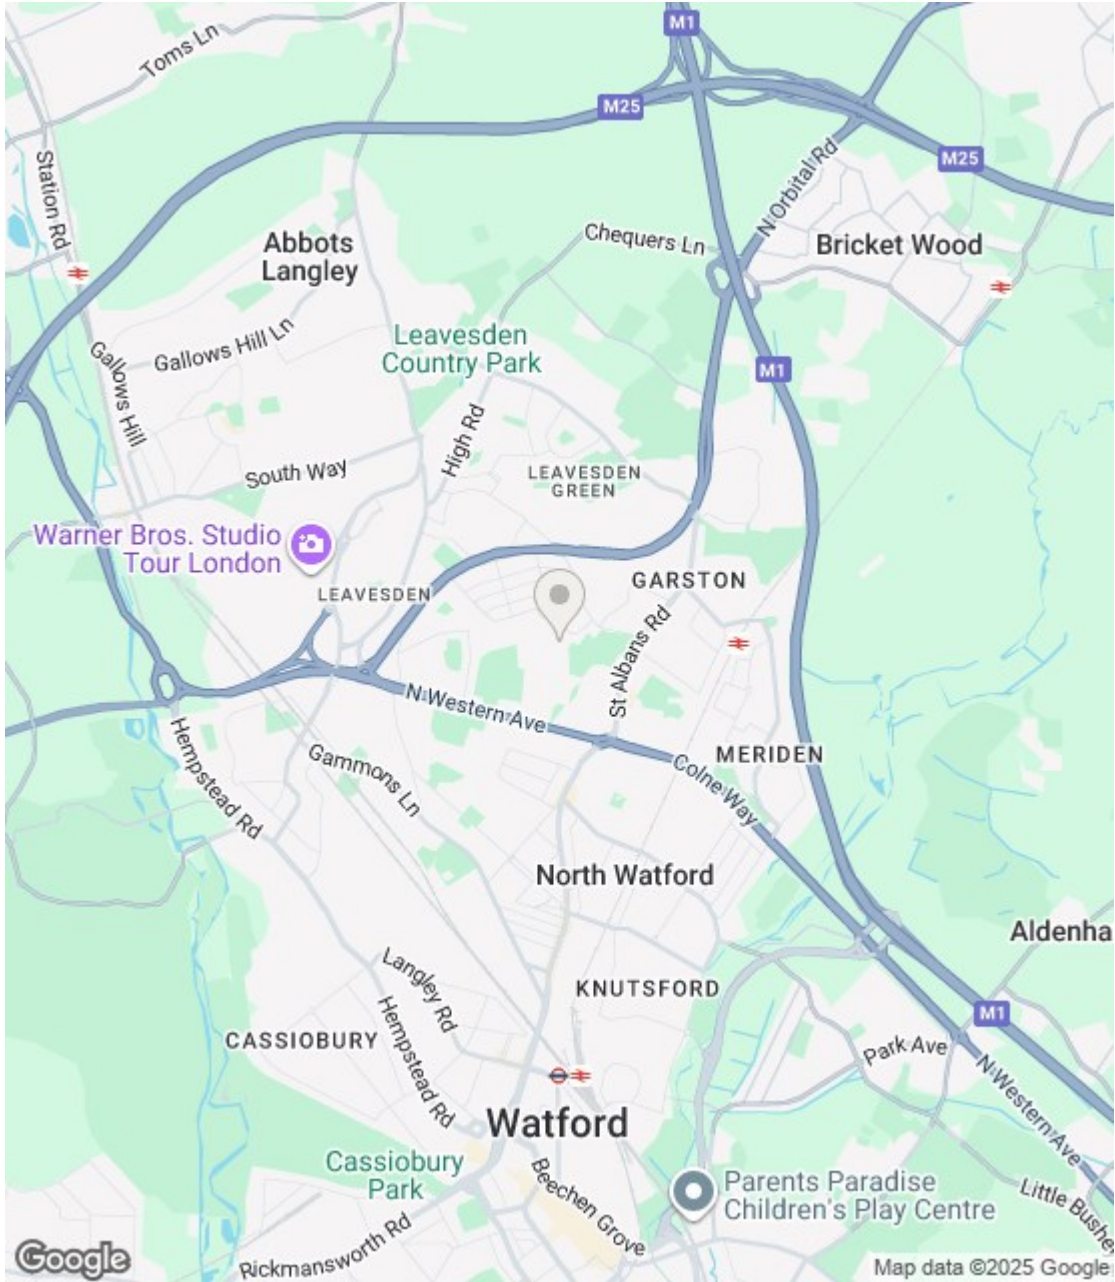 M1
Toms Ln
M25
M25
Station Rd
N Orbital Rd
Chequers Ln
Bricket Wood
Abbots
Langley
Leavesden
Country Park
Gallows Hill Ln
Gallows Hill
M1
High Rd
South Way
LEAVESDEN
GREEN
Warner Bros. Studio
Tour London
LEAVESDEN
GARSTON
St Albans Rd
N Western Ave
Hempstead Rd
Gammons Ln
MERIDEN
Colne Way
North Watford
Aldenha
Langley Rd
KNUTSFORD
Hempstead Rd
CASSIOBURY
M1
Park Ave
N Western Ave
Watford
Cassiobury
Park
Beechen Grove
Parents Paradise
Children's Play Centre
Little Bushe
Rickmansworth Rd
Google
Map data ©2025 Google